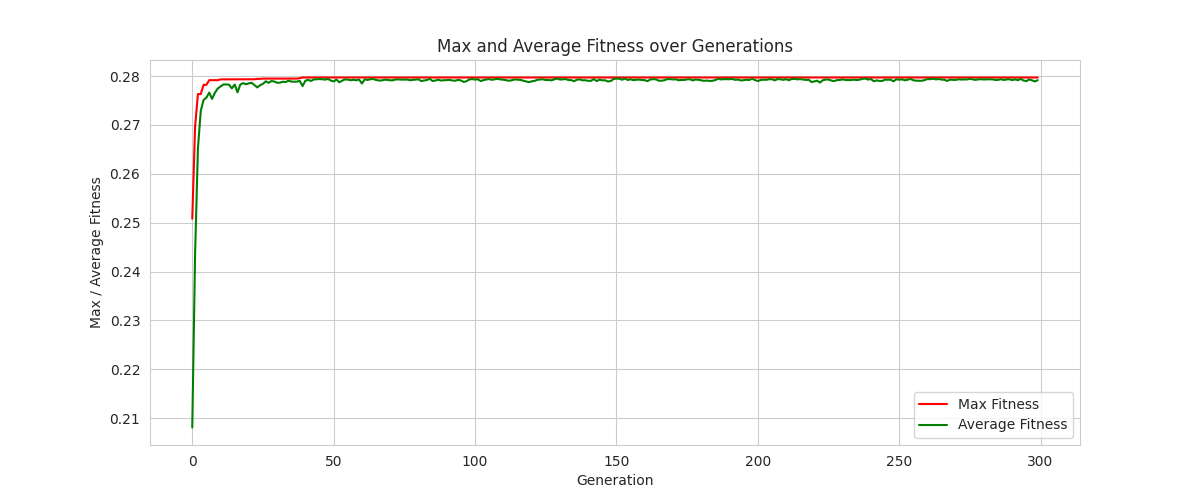 Max and Average Fitness over Generations
Max / Average Fitness
0.28
0.27
0.26
0.25
0.24
0.23
0.22
0.21
0 50 100 150 200 250 300
Generation
Max Fitness
Average Fitness